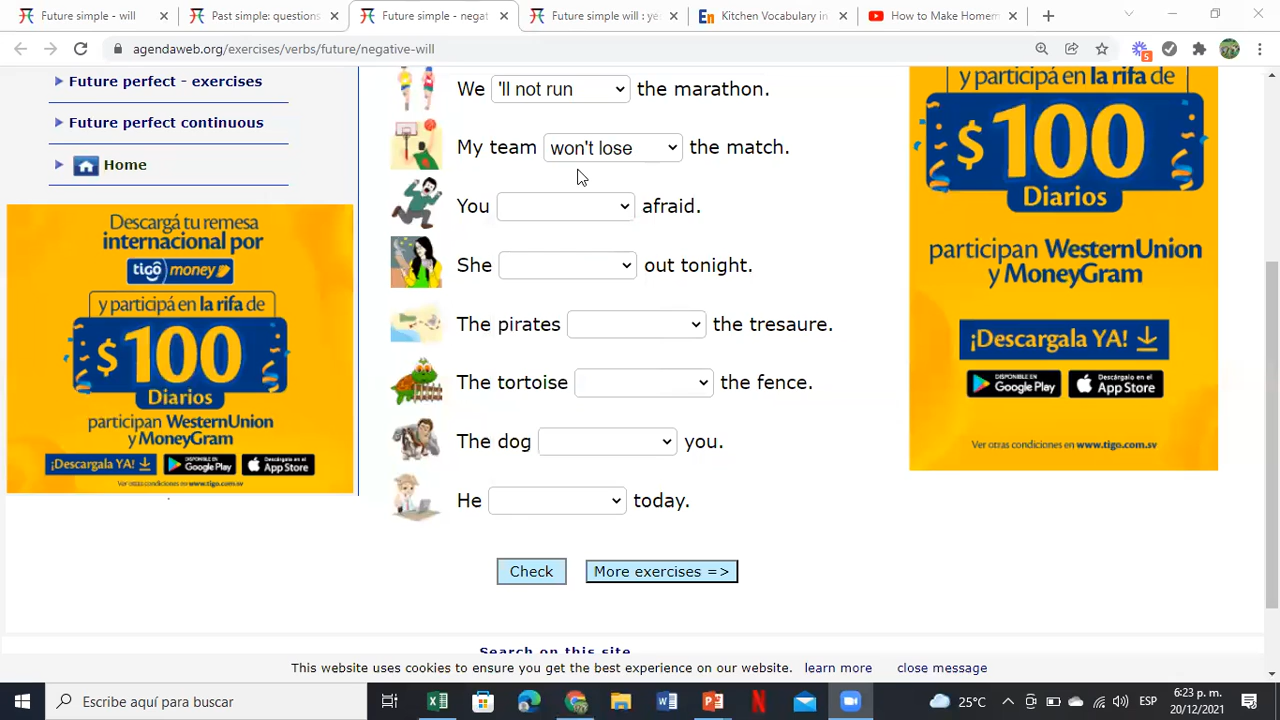 Future simple - will
Past simple: questions
Future simple - negat
Future simple will : ye
Kitchen Vocabulary in
How to Make Homem
agendaweb.org/exercises/verbs/future/negative-will
5
Future perfect - exercises
Future perfect continuous
Home
Descargá tu remesa
internacional por
tigo money
y participá en la rifa de
$100
Diarios
participan WesternUnion
y MoneyGram
¡Descargala YA!
Google Play
App Store
Ver otras condiciones en www.tigo.com.sv
We 'll not run the marathon.
My team won't lose the match.
You afraid.
She out tonight.
The pirates the tresaure.
The tortoise the fence.
The dog you.
He today.
Check
More exercises =>
y participá en la rifa de
$100
Diarios
participan WesternUnion
y MoneyGram
¡Descargala YA!
DISPONIBLE EN
Google Play
Descárgalo en el
App Store
Ver otras condiciones en www.tigo.com.sv
Search on this site
This website uses cookies to ensure you get the best experience on our website. learn more close message
Escribe aquí para buscar
25°C
ESP
6:23 p. m.
20/12/2021